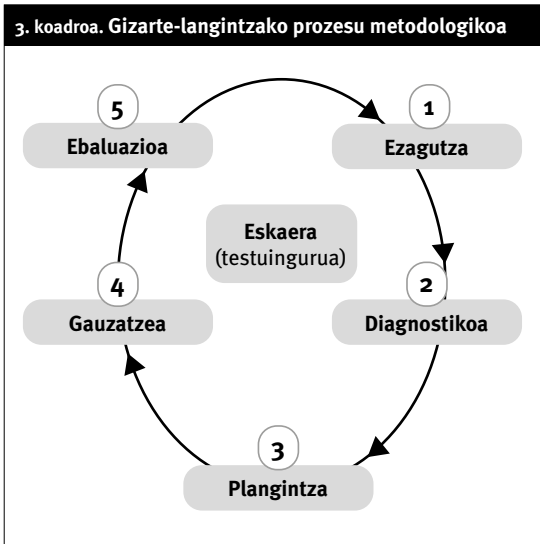 3. koadroa. Gizarte-langintzako prozesu metodologikoa
5
Ebaluazioa
1
Ezagutza
Eskaera
(testuingurua)
4
Gauzatzea
2
Diagnostikoa
3
Plangintza